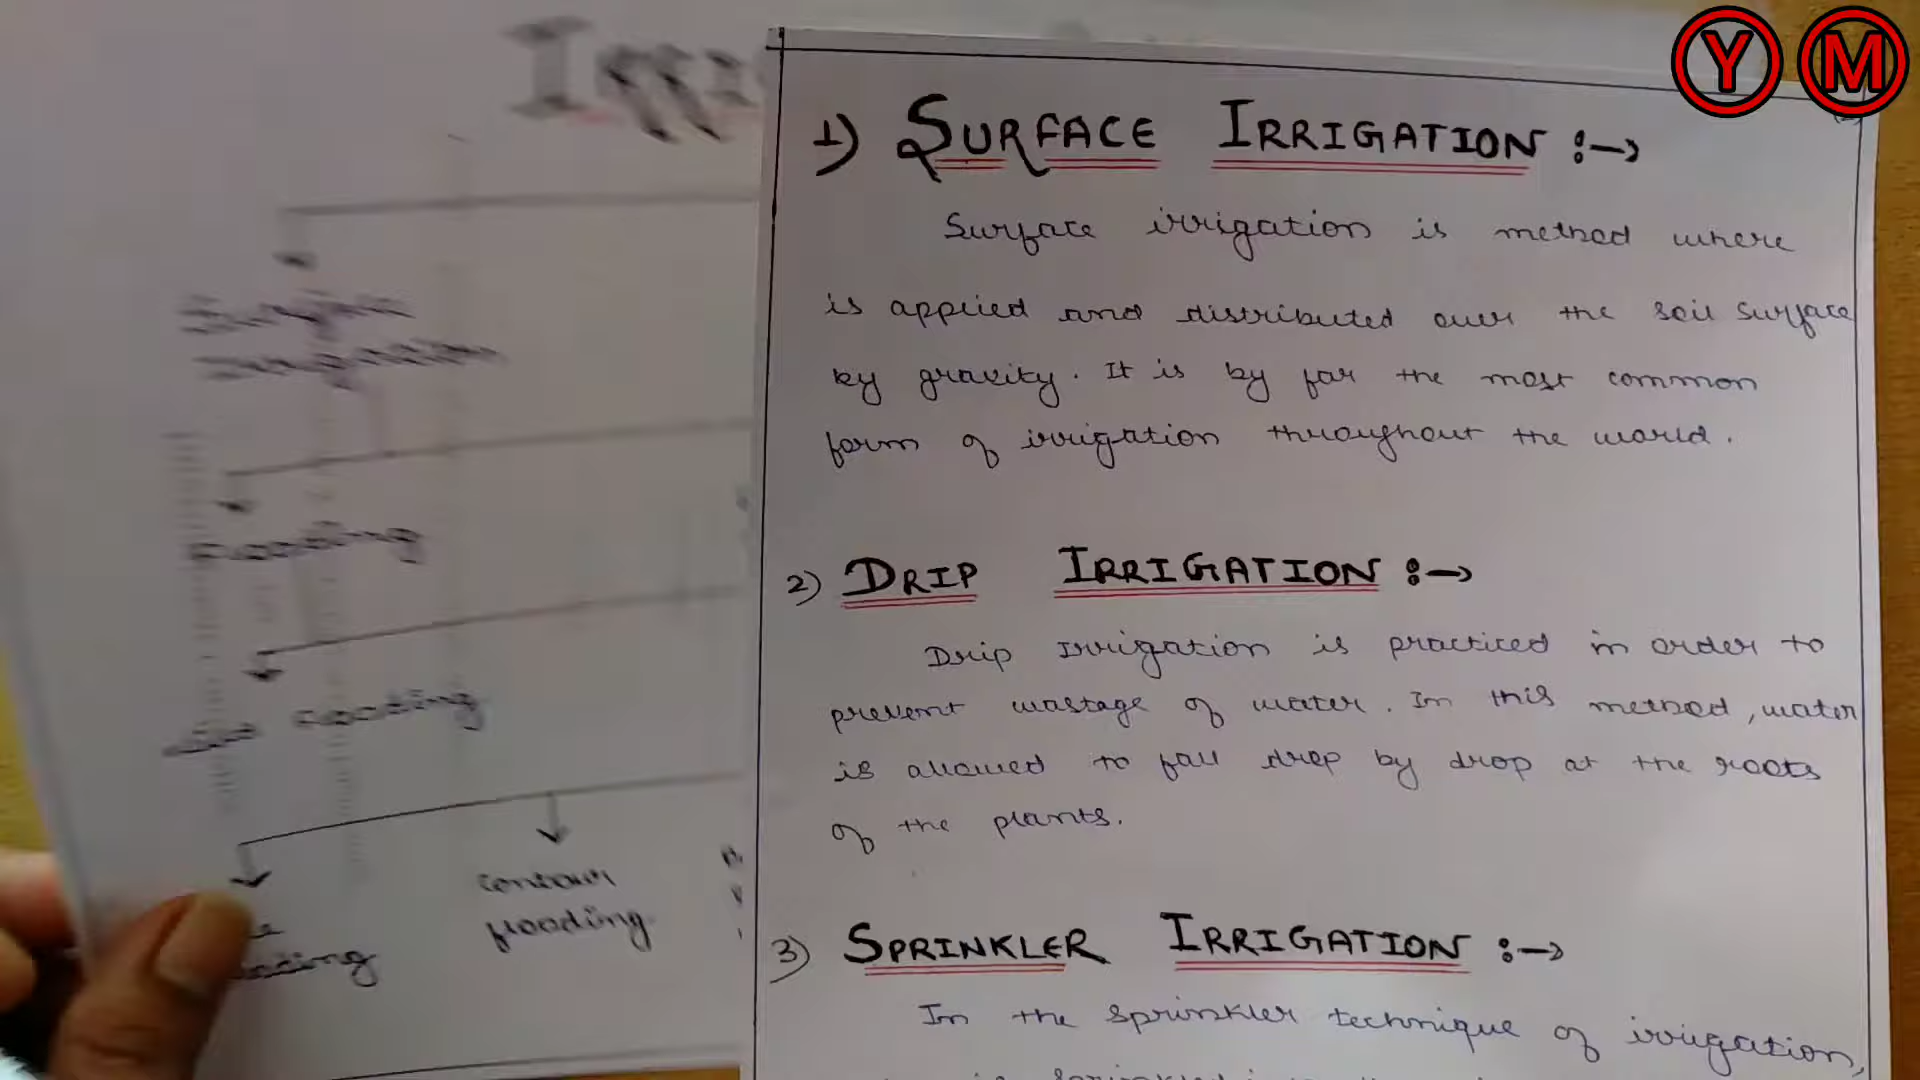 Y M
1) SURFACE IRRIGATION :->
Surface irrigation is method where
is applied and distributed over the soil surface
by gravity. It is by far the most common
form of irrigation throughout the world.
2) DRIP IRRIGATION :->
Drip Irrigation is practiced in order to
prevent wastage of water. In this method, water
is allowed to fall drop by drop at the roots
of the plants.
3) SPRINKLER IRRIGATION :->
In the sprinkler technique of irrigation,
Irri
Surface
Irrigation
Flooding
flooding
contour
flooding